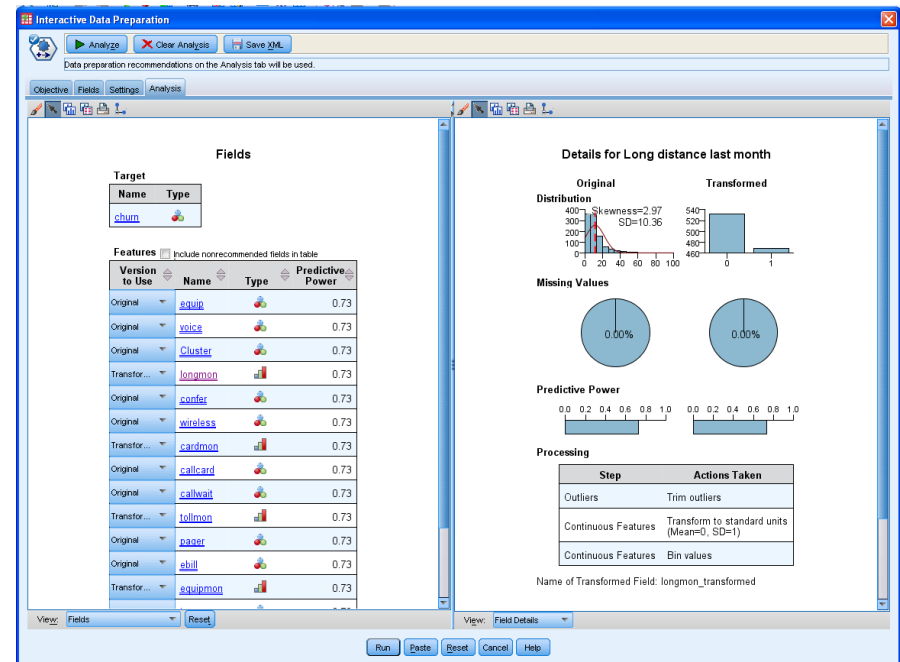 Interactive Data Preparation
Analyze Clear Analysis Save XML
Data preparation recommendations on the Analysis tab will be used.
Objective Fields Settings Analysis
Fields
Target
Name Type
churn
Features Include nonrecommended fields in table
Version to Use Name Type Predictive Power
Original equip 0.73
Original voice 0.73
Original Cluster 0.73
Transfor... longmon 0.73
Original confer 0.73
Original wireless 0.73
Transfor... cardmon 0.73
Original callcard 0.73
Original callwait 0.73
Transfor... tollmon 0.73
Original pager 0.73
Original ebill 0.73
Transfor... equipmon 0.73
View: Fields Reset
Details for Long distance last month
Original Transformed
Distribution
Skewness=2.97
SD=10.36
400
300
200
100
0
0 20 40 60 80 100
540
520
500
480
460
0 1
Missing Values
0.00% 0.00%
Predictive Power
0.0 0.2 0.4 0.6 0.8 1.0 0.0 0.2 0.4 0.6 0.8 1.0
Processing
Step Actions Taken
Outliers Trim outliers
Continuous Features Transform to standard units
(Mean=0, SD=1)
Continuous Features Bin values
Name of Transformed Field: longmon_transformed
View: Field Details
Run Paste Reset Cancel Help